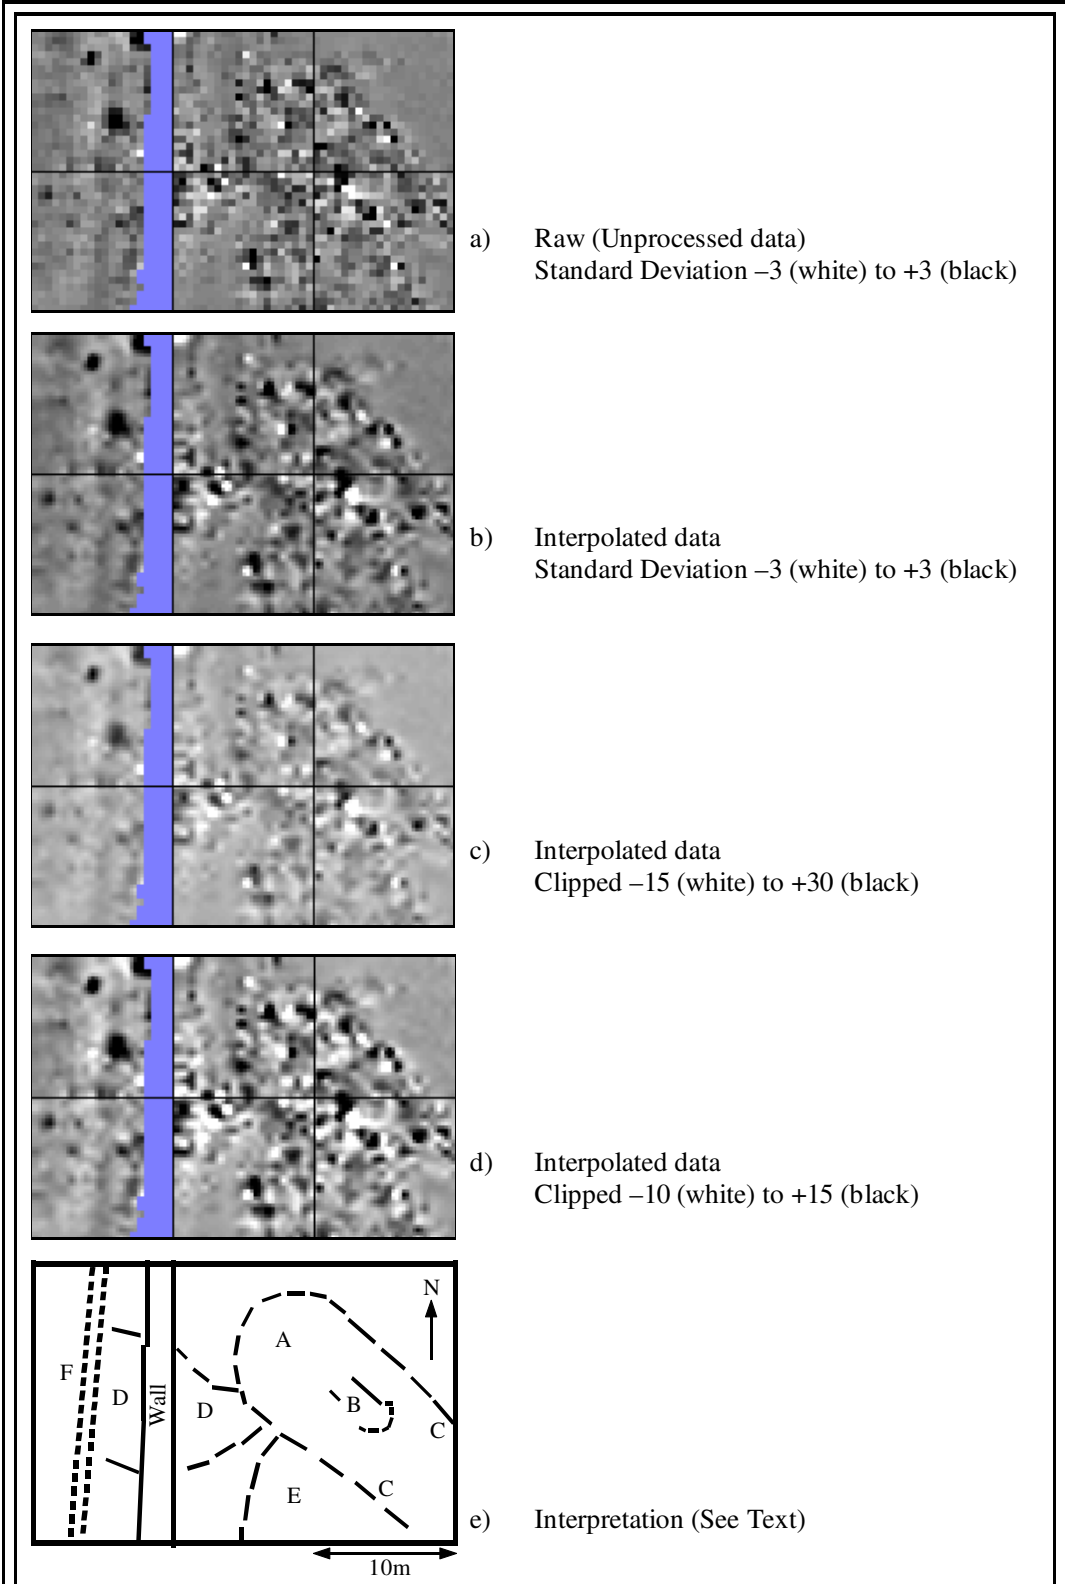 a) Raw (Unprocessed data)
Standard Deviation –3 (white) to +3 (black)
b) Interpolated data
Standard Deviation –3 (white) to +3 (black)
c) Interpolated data
Clipped –15 (white) to +30 (black)
d) Interpolated data
Clipped –10 (white) to +15 (black)
N
A
F
D
Wall
D
B
C
C
E
e) Interpretation (See Text)
10m